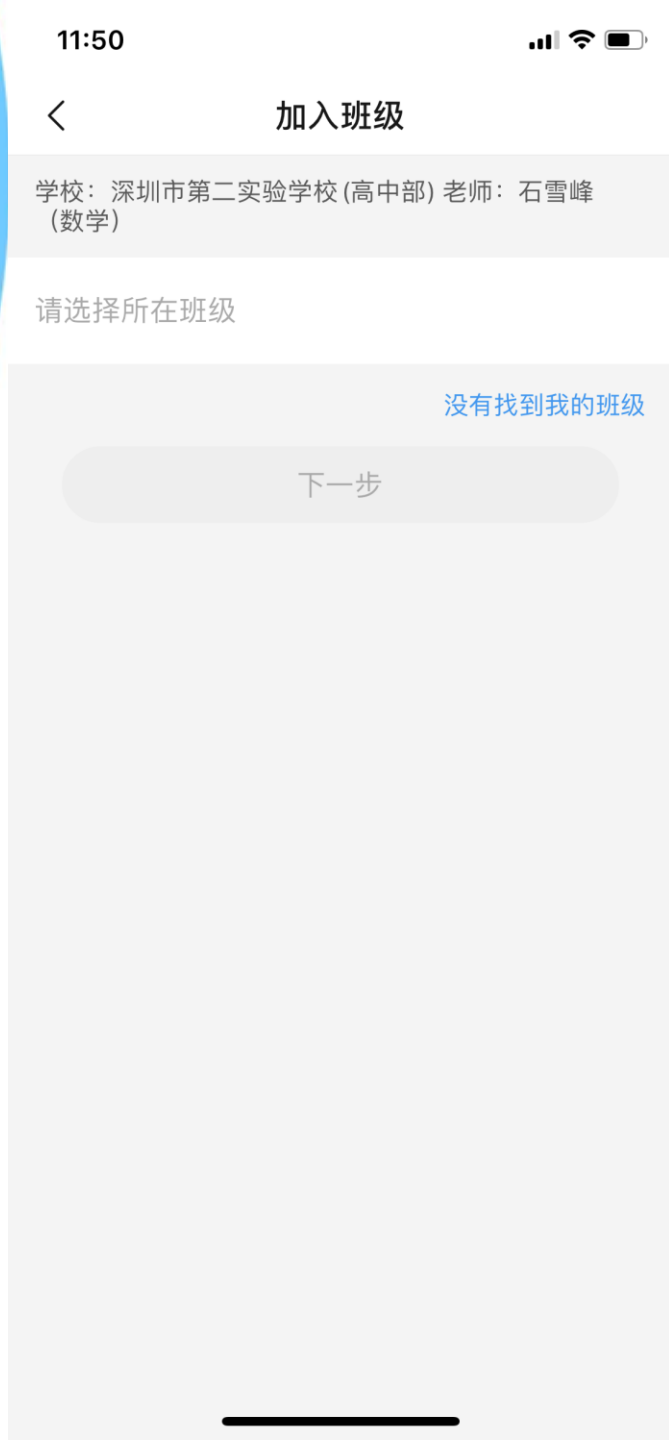 11:50
加入班级
学校：深圳市第二实验学校(高中部) 老师：石雪峰
（数学）
请选择所在班级
没有找到我的班级
下一步